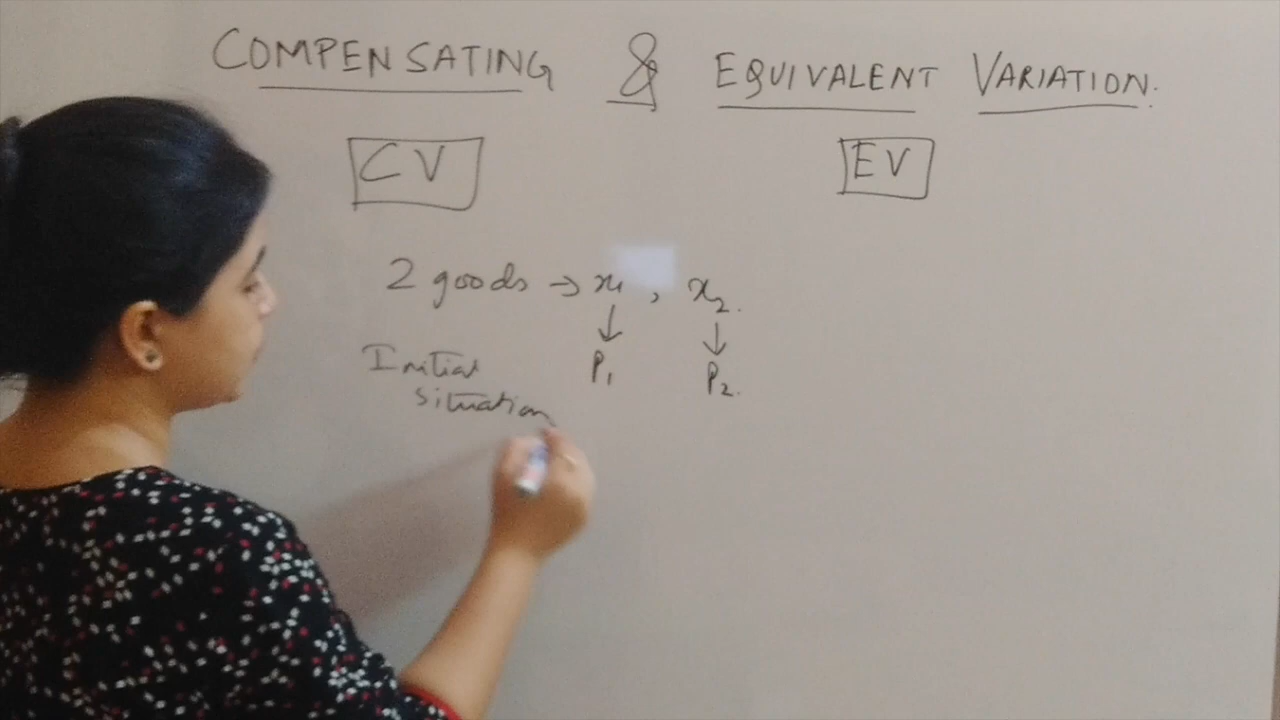 COMPENSATING & EQUIVALENT VARIATION.
CV EV
2 goods → x1 , x2.
↓ ↓
Initial P1 P2.
situation